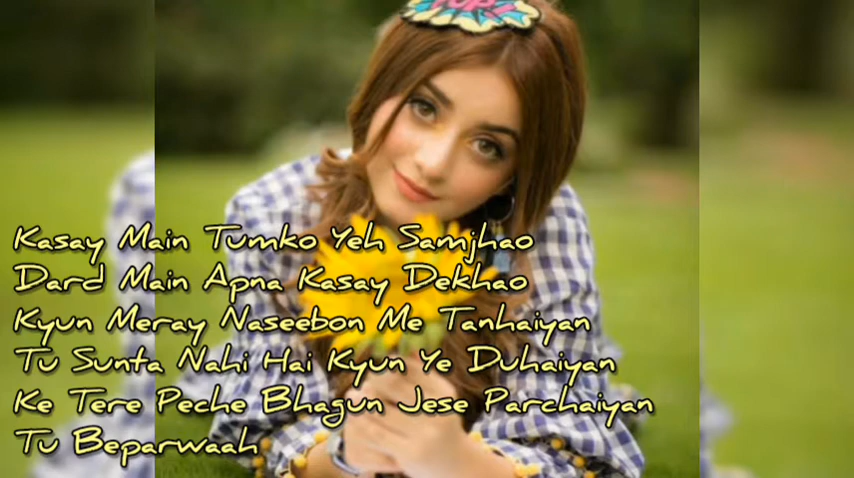 POP!
Kasay Main Tumko Yeh Samjhao
Dard Main Apna Kasay Dekhao
Kyun Meray Naseebon Me Tanhaiyan
Tu Sunta Nahi Hai Kyun Ye Duhaiyan
Ke Tere Peche Bhagun Jese Parchaiyan
Tu Beparwaah